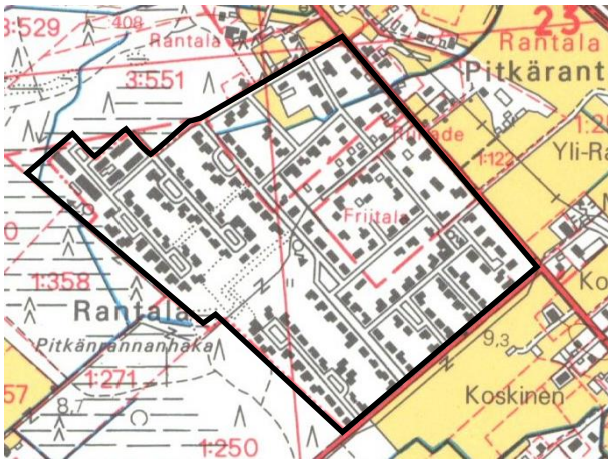 3:529
408
Rantala
23
Rantala
3:551
Pitkärant
1:2
1:122
Yli-Ra
Friitala
1:358
Rantala
Ko
Pitkänrannanhaka
9,3
57
1:271
8,7
Koskinen
1:250